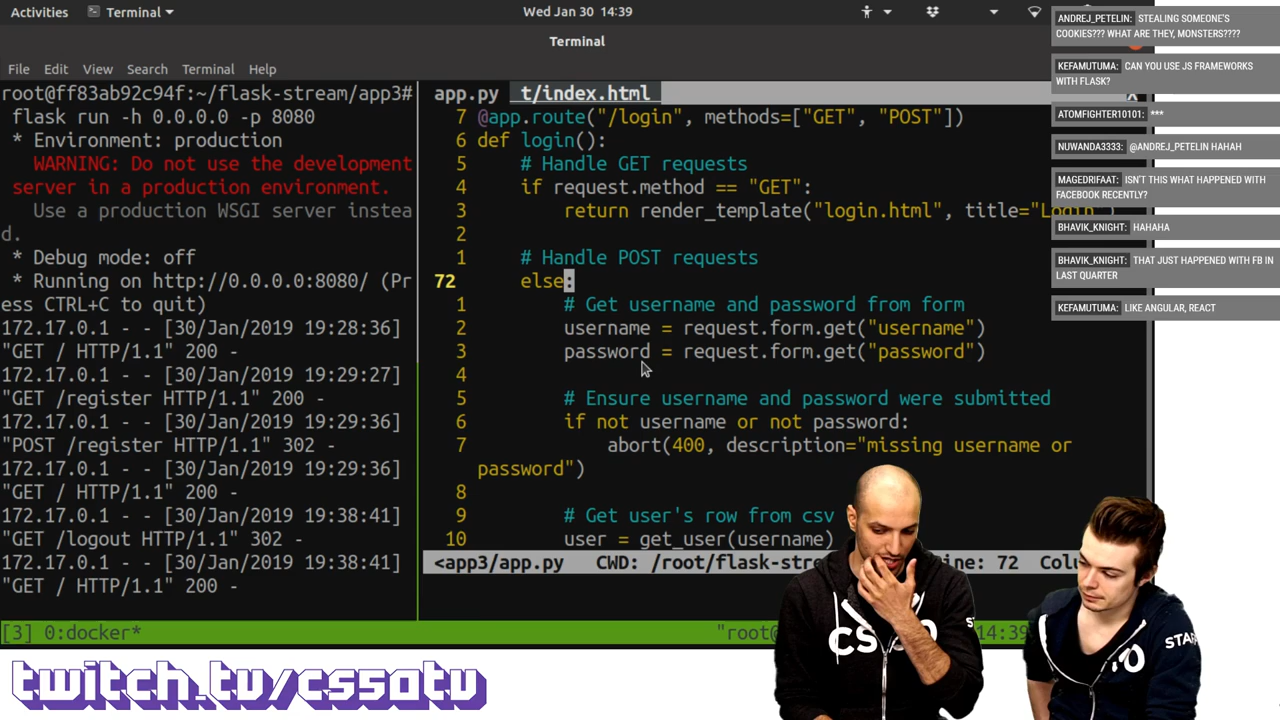 Activities Terminal Wed Jan 30 14:39
Terminal
File Edit View Search Terminal Help
root@ff83ab92c94f:~/flask-stream/app3#
flask run -h 0.0.0.0 -p 8080
* Environment: production
WARNING: Do not use the development
server in a production environment.
Use a production WSGI server instea
d.
* Debug mode: off
* Running on http://0.0.0.0:8080/ (Pr
ess CTRL+C to quit)
172.17.0.1 - - [30/Jan/2019 19:28:36]
"GET / HTTP/1.1" 200 -
172.17.0.1 - - [30/Jan/2019 19:29:27]
"GET /register HTTP/1.1" 200 -
172.17.0.1 - - [30/Jan/2019 19:29:36]
"POST /register HTTP/1.1" 302 -
172.17.0.1 - - [30/Jan/2019 19:29:36]
"GET / HTTP/1.1" 200 -
172.17.0.1 - - [30/Jan/2019 19:38:41]
"GET /logout HTTP/1.1" 302 -
172.17.0.1 - - [30/Jan/2019 19:38:41]
"GET / HTTP/1.1" 200 -
app.py t/index.html
7 @app.route("/login", methods=["GET", "POST"])
6 def login():
5 # Handle GET requests
4 if request.method == "GET":
3 return render_template("login.html", title="Login")
2
1 # Handle POST requests
72 else:
1 # Get username and password from form
2 username = request.form.get("username")
3 password = request.form.get("password")
4
5 # Ensure username and password were submitted
6 if not username or not password:
7 abort(400, description="missing username or
password")
8
9 # Get user's row from csv
10 user = get_user(username)
<app3/app.py CWD: /root/flask-stre ine: 72 Colu
[3] 0:docker* "root@ 14:39
ANDREJ_PETELIN: STEALING SOMEONE'S
COOKIES??? WHAT ARE THEY, MONSTERS????
KEFAMUTUMA: CAN YOU USE JS FRAMEWORKS
WITH FLASK?
ATOMFIGHTER10101: ***
NUWANDA3333: @ANDREJ_PETELIN HAHAH
MAGEDRIFAAT: ISN'T THIS WHAT HAPPENED WITH
FACEBOOK RECENTLY?
BHAVIK_KNIGHT: HAHAHA
BHAVIK_KNIGHT: THAT JUST HAPPENED WITH FB IN
LAST QUARTER
KEFAMUTUMA: LIKE ANGULAR, REACT
twitch.tv/cs50tv